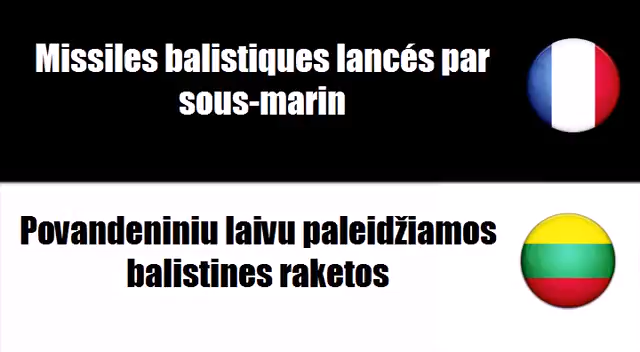 Missiles balistiques lancés par
sous-marin
Povandeniniu laivu paleidžiamos
balistines raketos